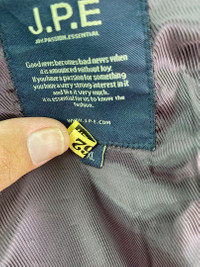 J.P.E
JOY.PASSION.ESSENTIAL
Good news becomes bad news when
it is announced without joy.
If you have a passion for something
you have a very strong interest in it
and like it very much.
it is essential for us to know the
fashion.
WWW.J.P.E.COM
52
XL